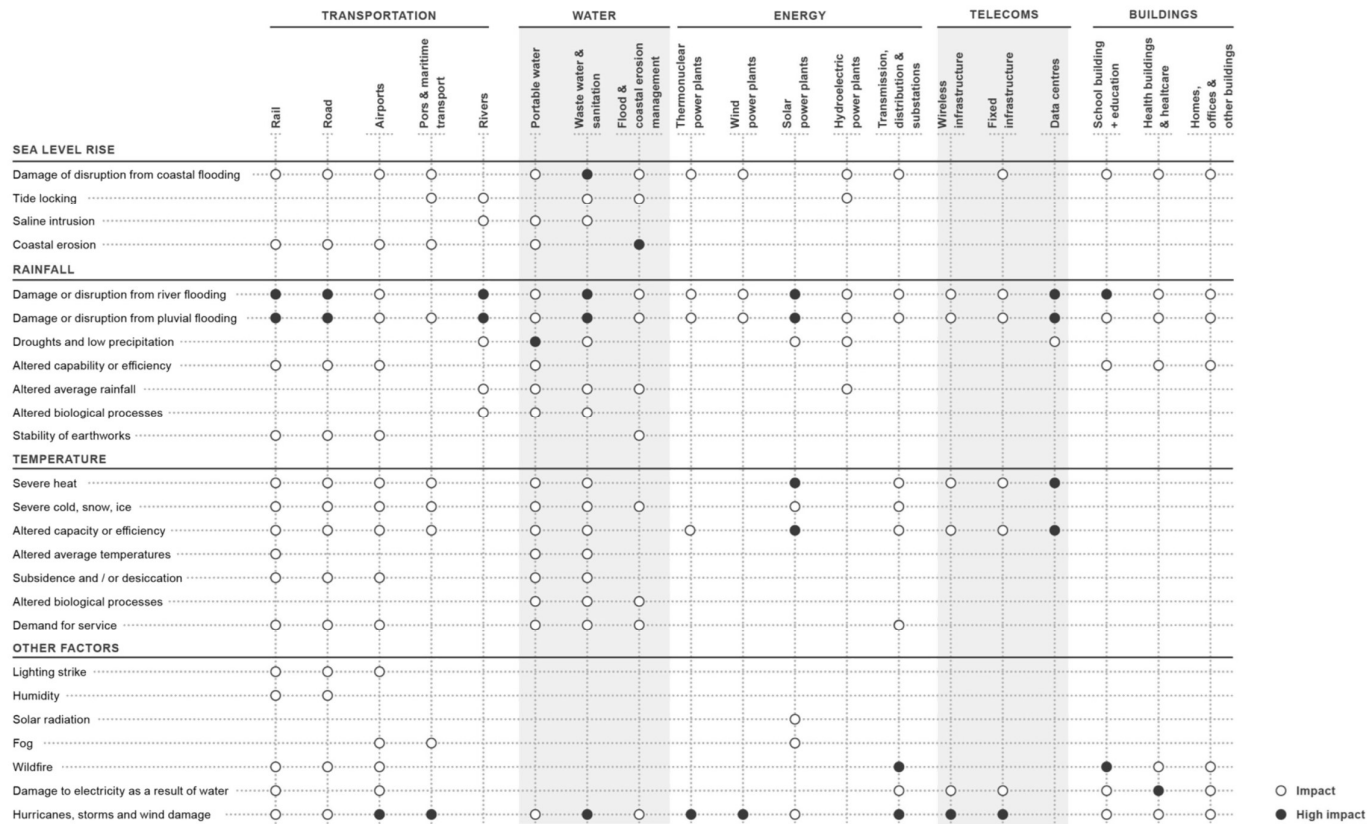 TRANSPORTATION
WATER
ENERGY
TELECOMS
BUILDINGS
Rail
Road
Airports
Pors & maritime
transport
Rivers
Portable water
Waste water &
sanitation
Flood &
coastal erosion
management
Thermonuclear
power plants
Wind
power plants
Solar
power plants
Hydroelectric
power plants
Transmission,
distribution &
substations
Wireless
infrastructure
Fixed
infrastructure
Data centres
School building
+ education
Health buildings
& healthcare
Homes,
offices &
other buildings
SEA LEVEL RISE
Damage of disruption from coastal flooding
Tide locking
Saline intrusion
Coastal erosion
RAINFALL
Damage or disruption from river flooding
Damage or disruption from pluvial flooding
Droughts and low precipitation
Altered capability or efficiency
Altered average rainfall
Altered biological processes
Stability of earthworks
TEMPERATURE
Severe heat
Severe cold, snow, ice
Altered capacity or efficiency
Altered average temperatures
Subsidence and / or desiccation
Altered biological processes
Demand for service
OTHER FACTORS
Lighting strike
Humidity
Solar radiation
Fog
Wildfire
Damage to electricity as a result of water
Hurricanes, storms and wind damage
Impact
High impact